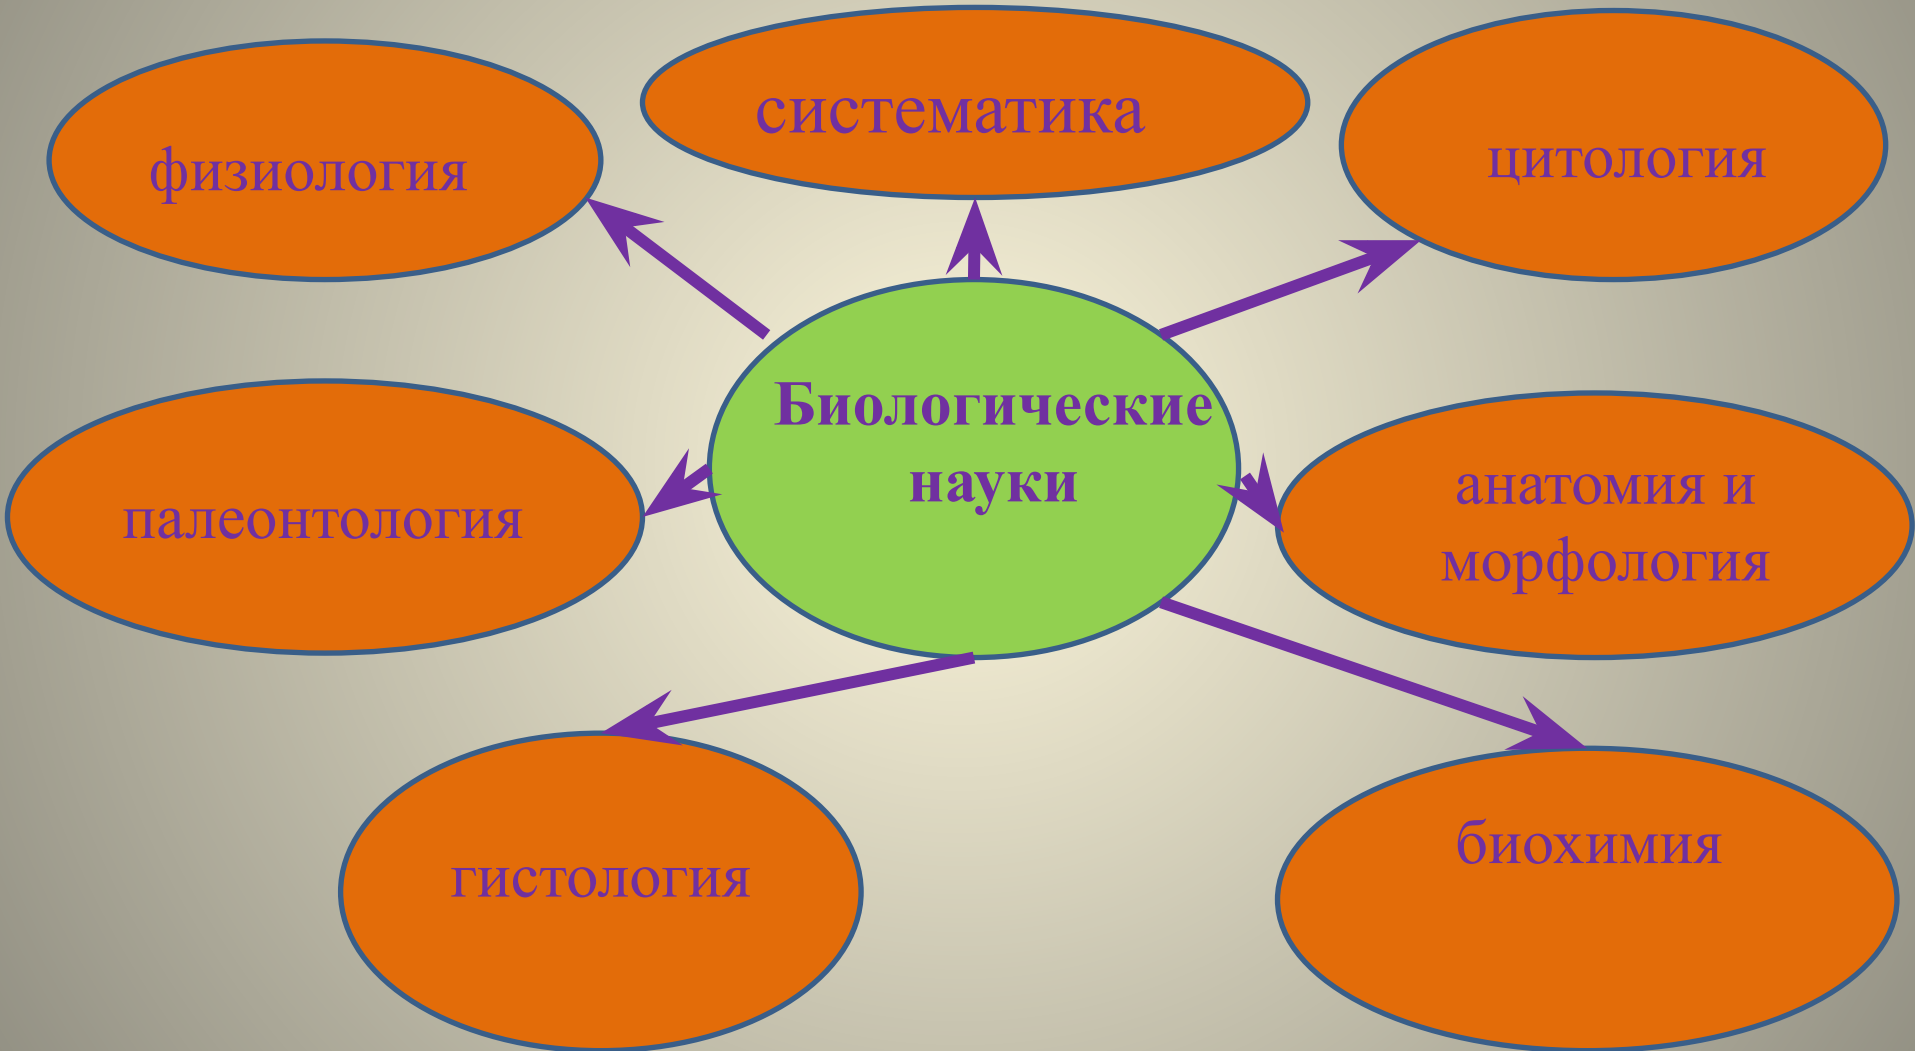 систематика
физиология
цитология
Биологические
науки
палеонтология
анатомия и
морфология
гистология
биохимия